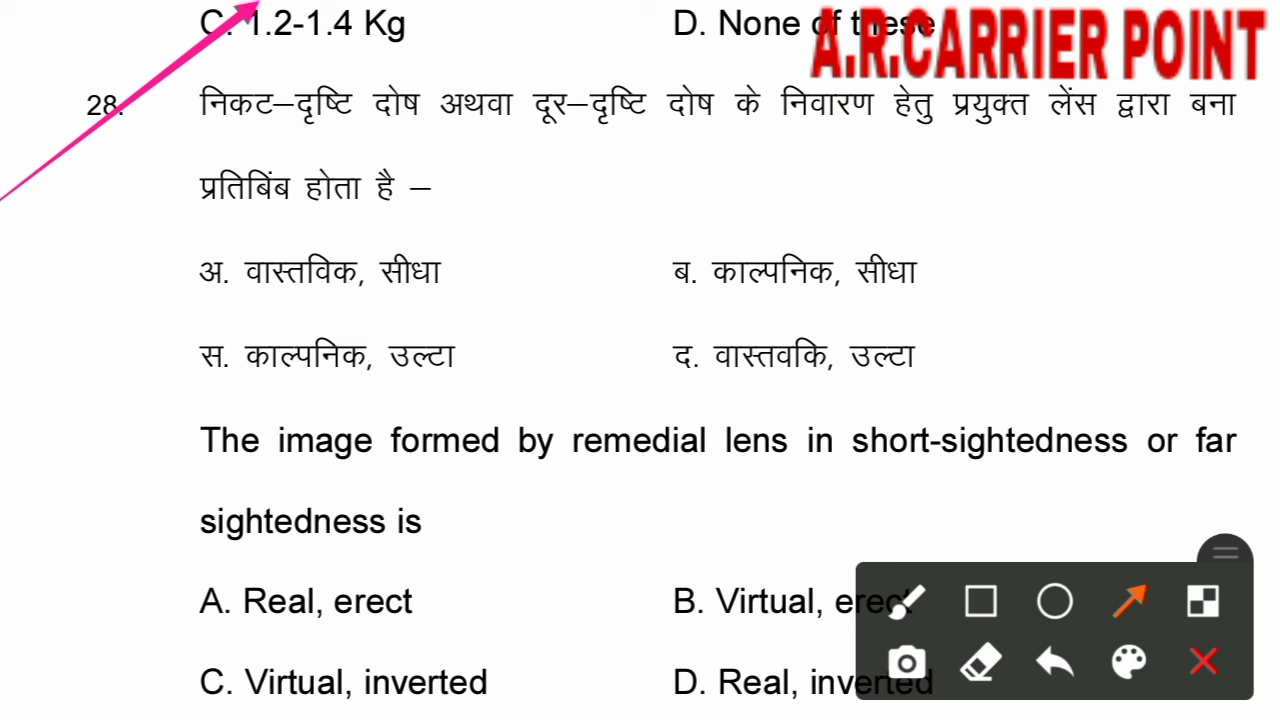 C. 1.2-1.4 Kg D. None of these
A.R.CARRIER POINT
28. निकट–दृष्टि दोष अथवा दूर–दृष्टि दोष के निवारण हेतु प्रयुक्त लेंस द्वारा बना
प्रतिबिंब होता है –
अ. वास्तविक, सीधा ब. काल्पनिक, सीधा
स. काल्पनिक, उल्टा द. वास्तवकि, उल्टा
The image formed by remedial lens in short-sightedness or far
sightedness is
A. Real, erect B. Virtual, erect
C. Virtual, inverted D. Real, inverted